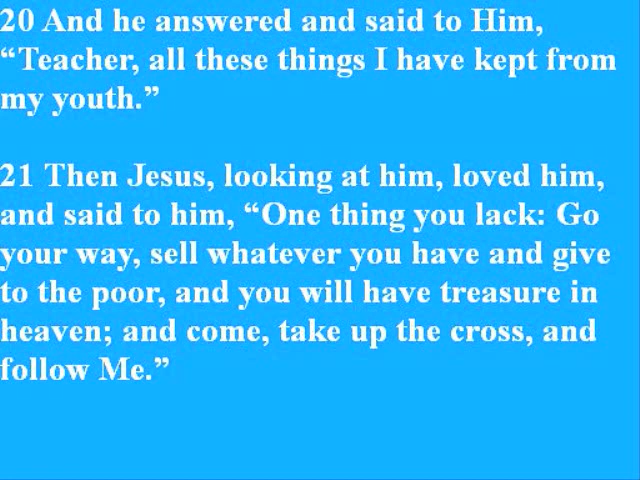 20 And he answered and said to Him,
“Teacher, all these things I have kept from
my youth.”
21 Then Jesus, looking at him, loved him,
and said to him, “One thing you lack: Go
your way, sell whatever you have and give
to the poor, and you will have treasure in
heaven; and come, take up the cross, and
follow Me.”